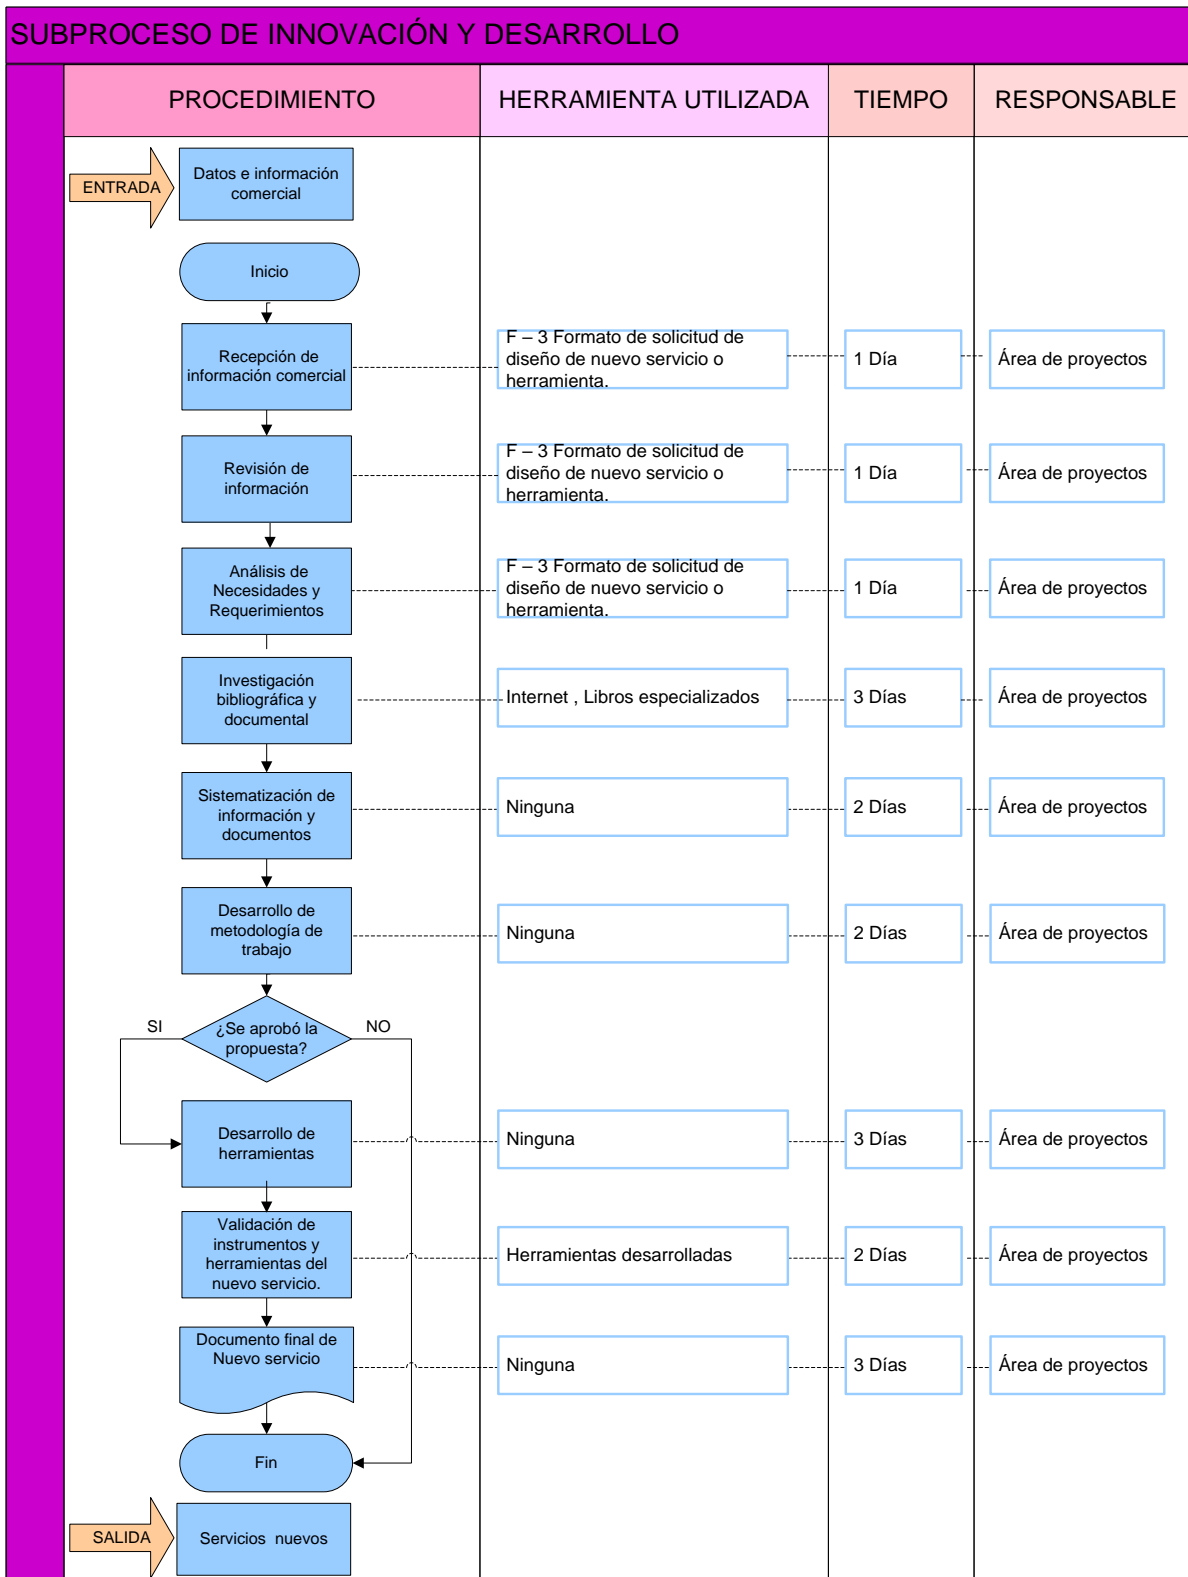 SUBPROCESO DE INNOVACIÓN Y DESARROLLO
PROCEDIMIENTO
HERRAMIENTA UTILIZADA
TIEMPO
RESPONSABLE
ENTRADA
Datos e información
comercial
Inicio
Recepción de
información comercial
F – 3 Formato de solicitud de
diseño de nuevo servicio o
herramienta.
1 Día
Área de proyectos
Revisión de
información
F – 3 Formato de solicitud de
diseño de nuevo servicio o
herramienta.
1 Día
Área de proyectos
Análisis de
Necesidades y
Requerimientos
F – 3 Formato de solicitud de
diseño de nuevo servicio o
herramienta.
1 Día
Área de proyectos
Investigación
bibliográfica y
documental
Internet , Libros especializados
3 Días
Área de proyectos
Sistematización de
información y
documentos
Ninguna
2 Días
Área de proyectos
Desarrollo de
metodología de
trabajo
Ninguna
2 Días
Área de proyectos
SI
¿Se aprobó la
propuesta?
NO
Desarrollo de
herramientas
Ninguna
3 Días
Área de proyectos
Validación de
instrumentos y
herramientas del
nuevo servicio.
Herramientas desarrolladas
2 Días
Área de proyectos
Documento final de
Nuevo servicio
Ninguna
3 Días
Área de proyectos
Fin
SALIDA
Servicios nuevos